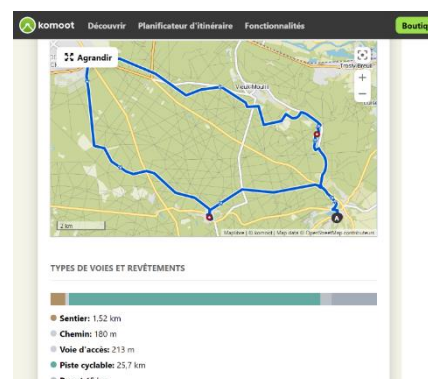 komoot Découvrir Planificateur d'itinéraire Fonctionnalités Boutiq
Agrandir
Vieux-Moulin
+
−
2 km
A
TYPES DE VOIES ET REVÊTEMENTS
Sentier: 1,52 km
Chemin: 180 m
Voie d'accès: 213 m
Piste cyclable: 25,7 km